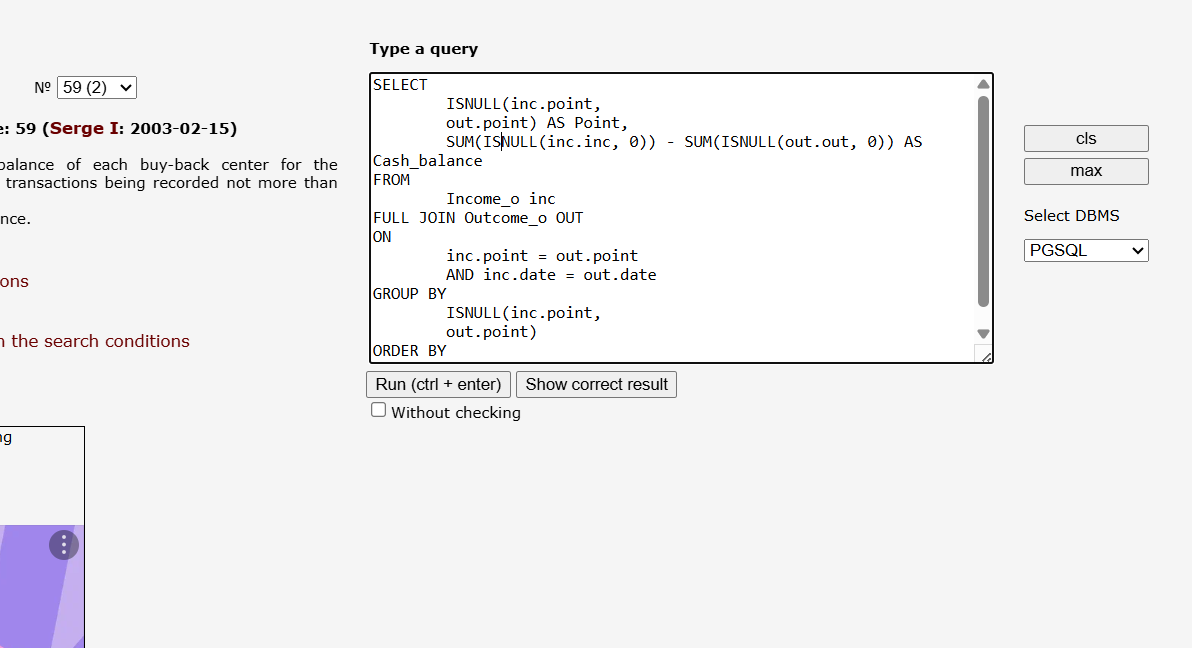 Type a query
Nº 59 (2)
: 59 (Serge I: 2003-02-15)
balance of each buy-back center for the
transactions being recorded not more than
SELECT
ISNULL(inc.point,
out.point) AS Point,
SUM(ISNULL(inc.inc, 0)) - SUM(ISNULL(out.out, 0)) AS
Cash_balance
FROM
Income_o inc
FULL JOIN Outcome_o OUT
ON
inc.point = out.point
AND inc.date = out.date
GROUP BY
ISNULL(inc.point,
out.point)
ORDER BY
cls
max
Select DBMS
PGSQL
the search conditions
Run (ctrl + enter)
Show correct result
Without checking